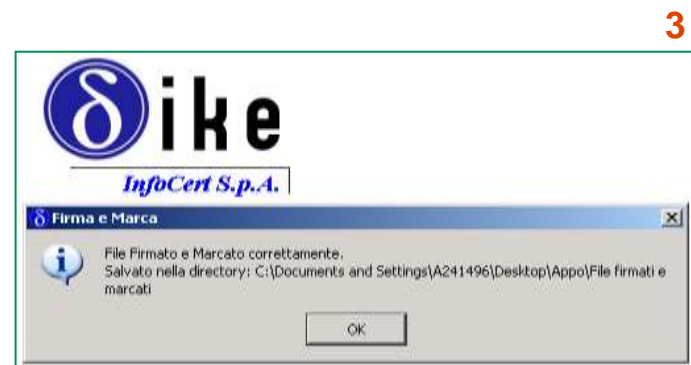 3
δike
InfoCert S.p.A.
δ Firma e Marca
File Firmato e Marcato correttamente.
Salvato nella directory: C:\Documents and Settings\A241496\Desktop\Appo\File firmati e
marcati
OK